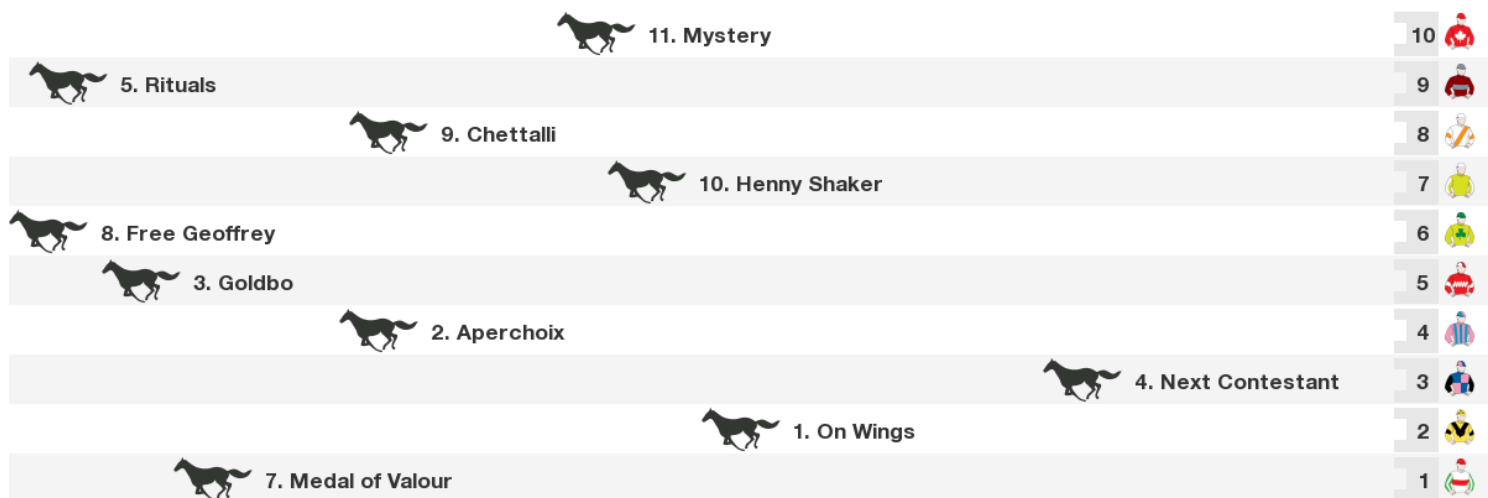 11. Mystery 10
5. Rituals 9
9. Chettalli 8
10. Henny Shaker 7
8. Free Geoffrey 6
3. Goldbo 5
2. Aperchoix 4
4. Next Contestant 3
1. On Wings 2
7. Medal of Valour 1